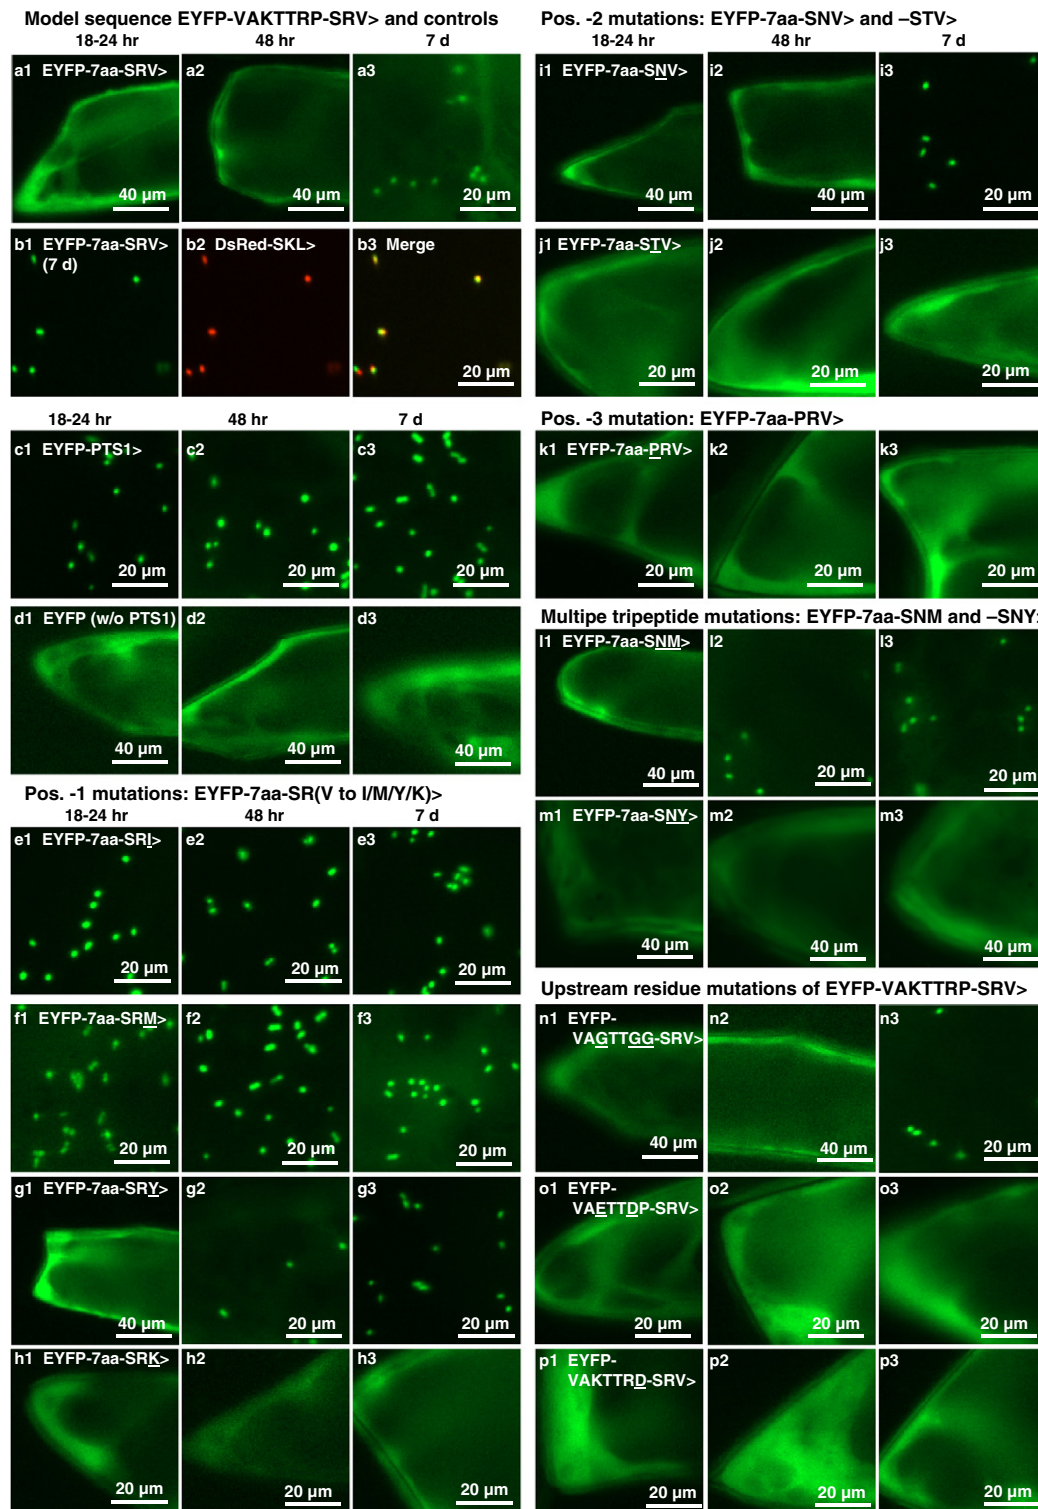 Model sequence EYFP-VAKTTRP-SRV> and controls
18-24 hr 48 hr 7 d
a1 EYFP-7aa-SRV> a2 a3
40 µm 40 µm 20 µm
b1 EYFP-7aa-SRV> b2 DsRed-SKL> b3 Merge
(7 d)
20 µm
18-24 hr 48 hr 7 d
c1 EYFP-PTS1> c2 c3
20 µm 20 µm 20 µm
d1 EYFP (w/o PTS1) d2 d3
40 µm 40 µm 40 µm
Pos. -1 mutations: EYFP-7aa-SR(V to I/M/Y/K)>
18-24 hr 48 hr 7 d
e1 EYFP-7aa-SRI> e2 e3
20 µm 20 µm 20 µm
f1 EYFP-7aa-SRM> f2 f3
20 µm 20 µm 20 µm
g1 EYFP-7aa-SRY> g2 g3
40 µm 20 µm 20 µm
h1 EYFP-7aa-SRK> h2 h3
20 µm 20 µm 20 µm
Pos. -2 mutations: EYFP-7aa-SNV> and –STV>
18-24 hr 48 hr 7 d
i1 EYFP-7aa-SNV> i2 i3
40 µm 40 µm 20 µm
j1 EYFP-7aa-STV> j2 j3
20 µm 20 µm 20 µm
Pos. -3 mutation: EYFP-7aa-PRV>
k1 EYFP-7aa-PRV> k2 k3
20 µm 20 µm 20 µm
Multipe tripeptide mutations: EYFP-7aa-SNM and –SNY>
l1 EYFP-7aa-SNM> l2 l3
40 µm 20 µm 20 µm
m1 EYFP-7aa-SNY> m2 m3
40 µm 40 µm 40 µm
Upstream residue mutations of EYFP-VAKTTRP-SRV>
n1 EYFP- n2 n3
VAGTTGG-SRV>
40 µm 40 µm 20 µm
o1 EYFP- o2 o3
VAETTDP-SRV>
20 µm 20 µm 20 µm
p1 EYFP- p2 p3
VAKTTRD-SRV>
20 µm 20 µm 20 µm